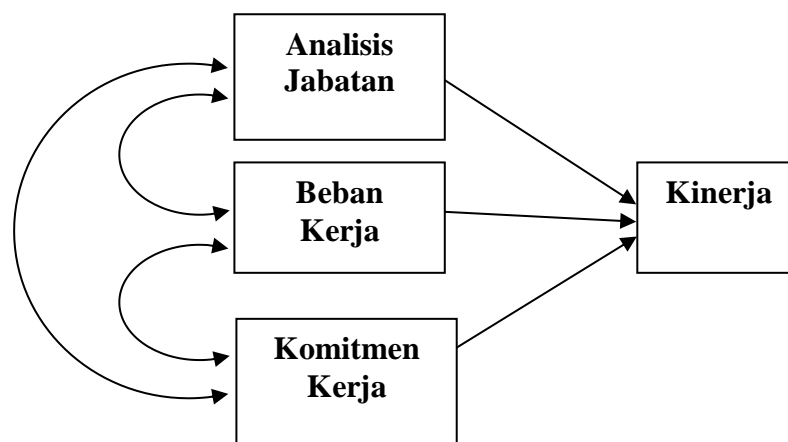 Analisis
Jabatan
Beban
Kerja
Kinerja
Komitmen
Kerja